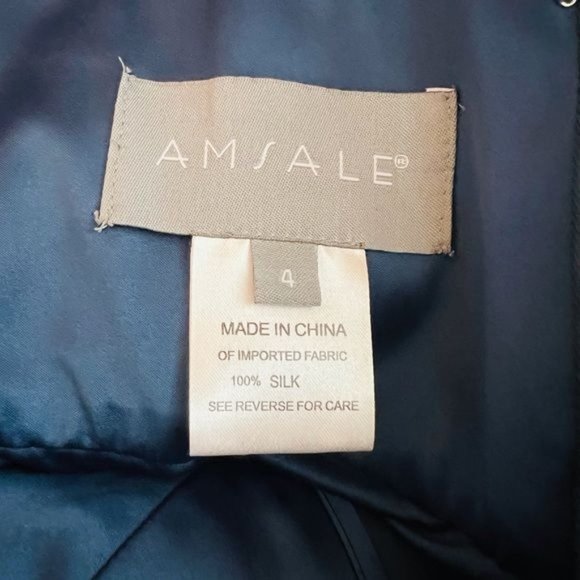 AMSALE®
4
MADE IN CHINA
OF IMPORTED FABRIC
100% SILK
SEE REVERSE FOR CARE